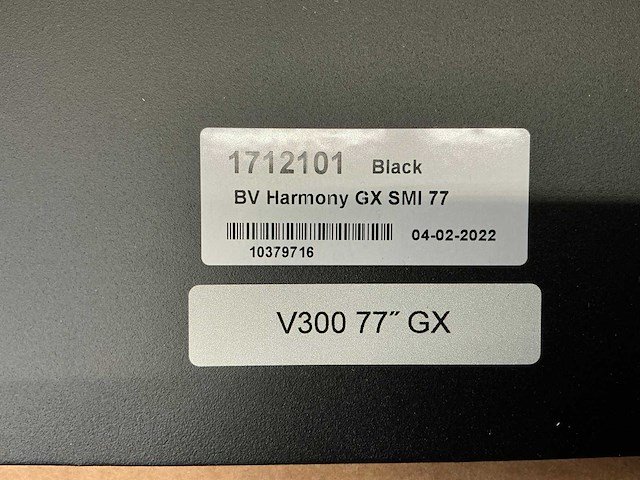 1712101 Black
BV Harmony GX SMI 77
04-02-2022
10379716
V300 77˝ GX